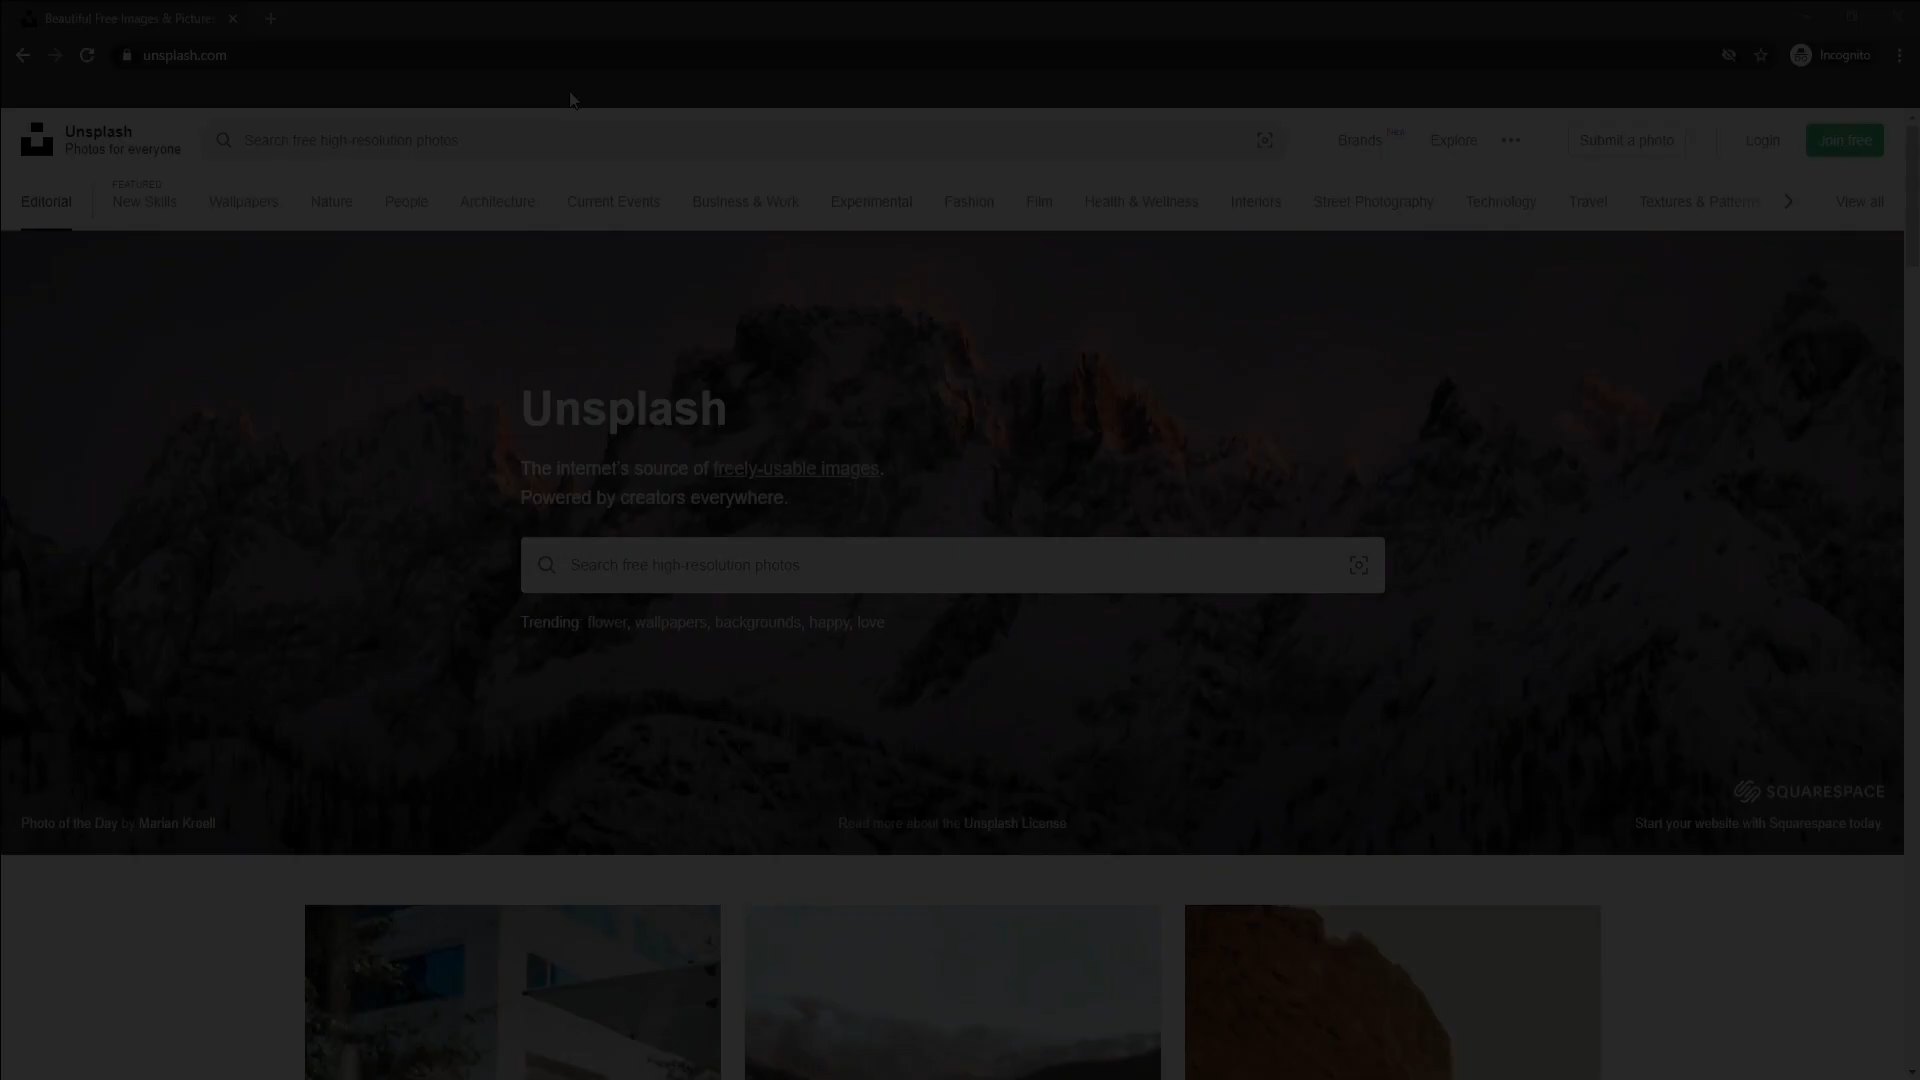 Beautiful Free Images & Pictures
unsplash.com
Incognito
Unsplash
Photos for everyone
Search free high-resolution photos
Brands
Explore
Submit a photo
Login
Join free
Editorial
FEATURED
New Skills
Wallpapers
Nature
People
Architecture
Current Events
Business & Work
Experimental
Fashion
Film
Health & Wellness
Interiors
Street Photography
Technology
Travel
Textures & Patterns
View all
Unsplash
The internet's source of freely-usable images.
Powered by creators everywhere.
Search free high-resolution photos
Trending: flower, wallpapers, backgrounds, happy, love
SQUARESPACE
Photo of the Day by Marian Kroell
Read more about the Unsplash License
Start your website with Squarespace today.